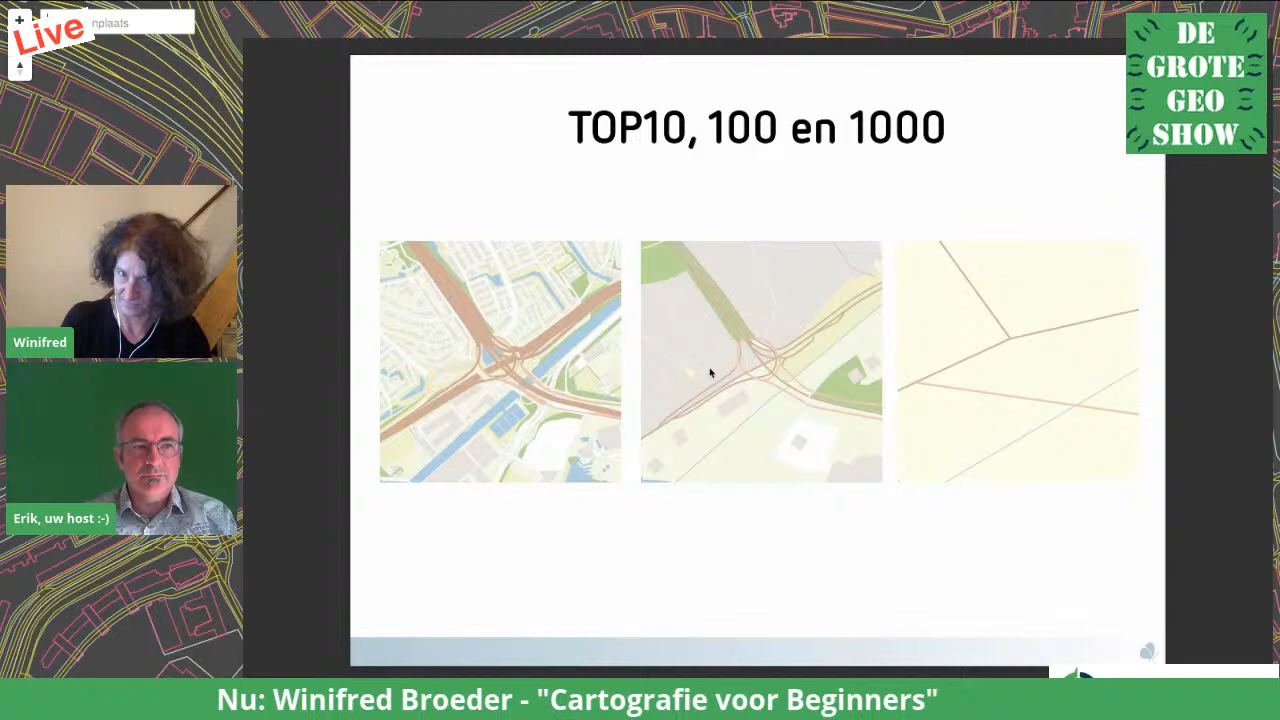 Live
nplaats
DE
GROTE
GEO
SHOW
TOP10, 100 en 1000
Winifred
Erik, uw host :-)
Nu: Winifred Broeder - "Cartografie voor Beginners"